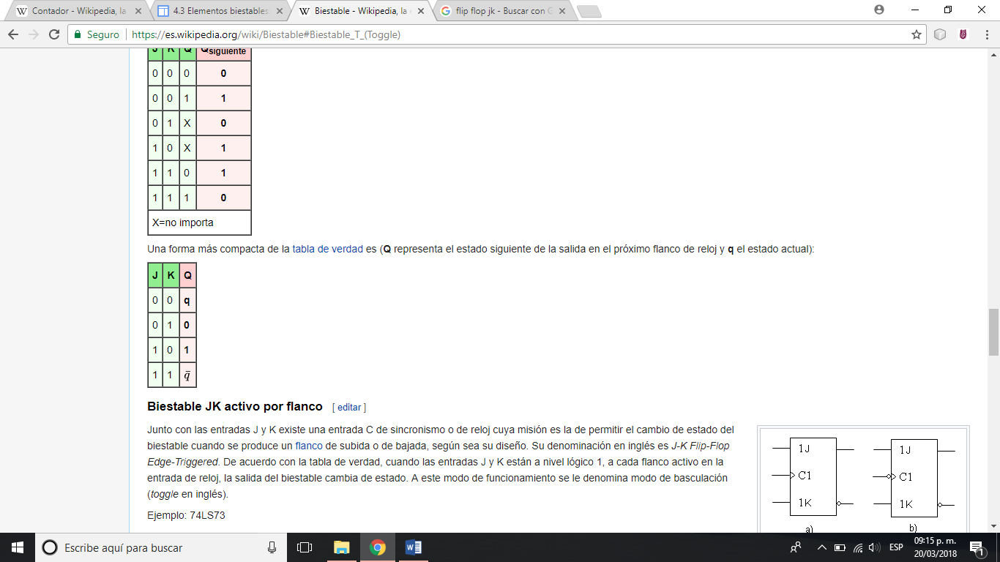 Contador - Wikipedia, la
4.3 Elementos biestables
Biestable - Wikipedia, la
flip flop jk - Buscar con G
Seguro
https://es.wikipedia.org/wiki/Biestable#Biestable_T_(Toggle)
J K Q Qsiguiente
0 0 0 0
0 0 1 1
0 1 X 0
1 0 X 1
1 1 0 1
1 1 1 0
X=no importa
Una forma más compacta de la tabla de verdad es (Q representa el estado siguiente de la salida en el próximo flanco de reloj y q el estado actual):
J K Q
0 0 q
0 1 0
1 0 1
1 1 q̅
Biestable JK activo por flanco [ editar ]
Junto con las entradas J y K existe una entrada C de sincronismo o de reloj cuya misión es la de permitir el cambio de estado del
biestable cuando se produce un flanco de subida o de bajada, según sea su diseño. Su denominación en inglés es J-K Flip-Flop
Edge-Triggered. De acuerdo con la tabla de verdad, cuando las entradas J y K están a nivel lógico 1, a cada flanco activo en la
entrada de reloj, la salida del biestable cambia de estado. A este modo de funcionamiento se le denomina modo de basculación
(toggle en inglés).
Ejemplo: 74LS73
1J
C1
1K
a)
1J
C1
1K
b)
Escribe aquí para buscar
ESP
09:15 p. m.
20/03/2018
1